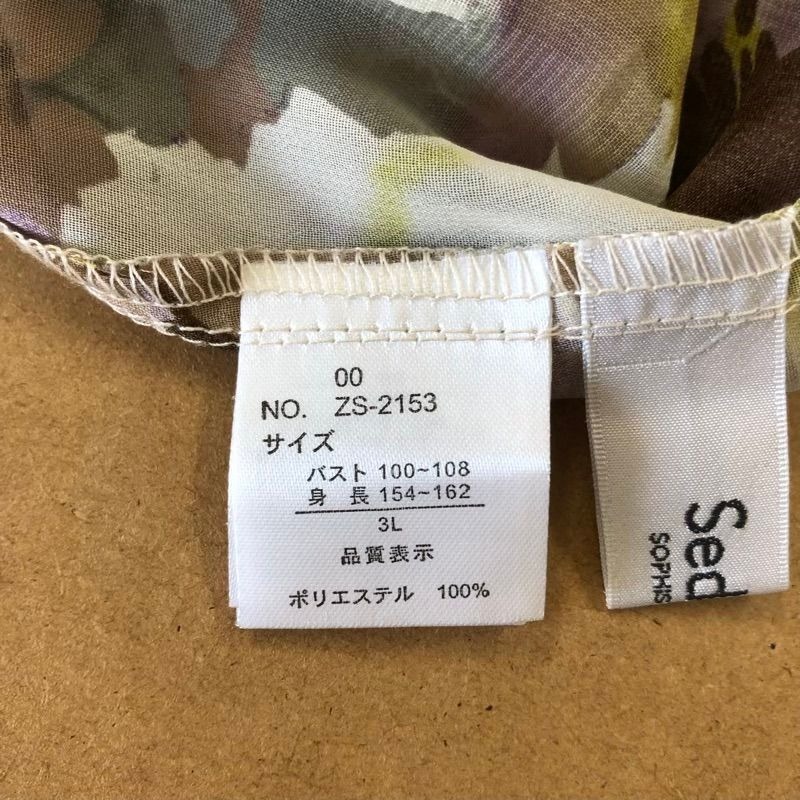 00
NO. ZS-2153
サイズ
バスト 100~108
身 長 154~162
3L
品質表示
ポリエステル 100%
Sed
SOPHIS